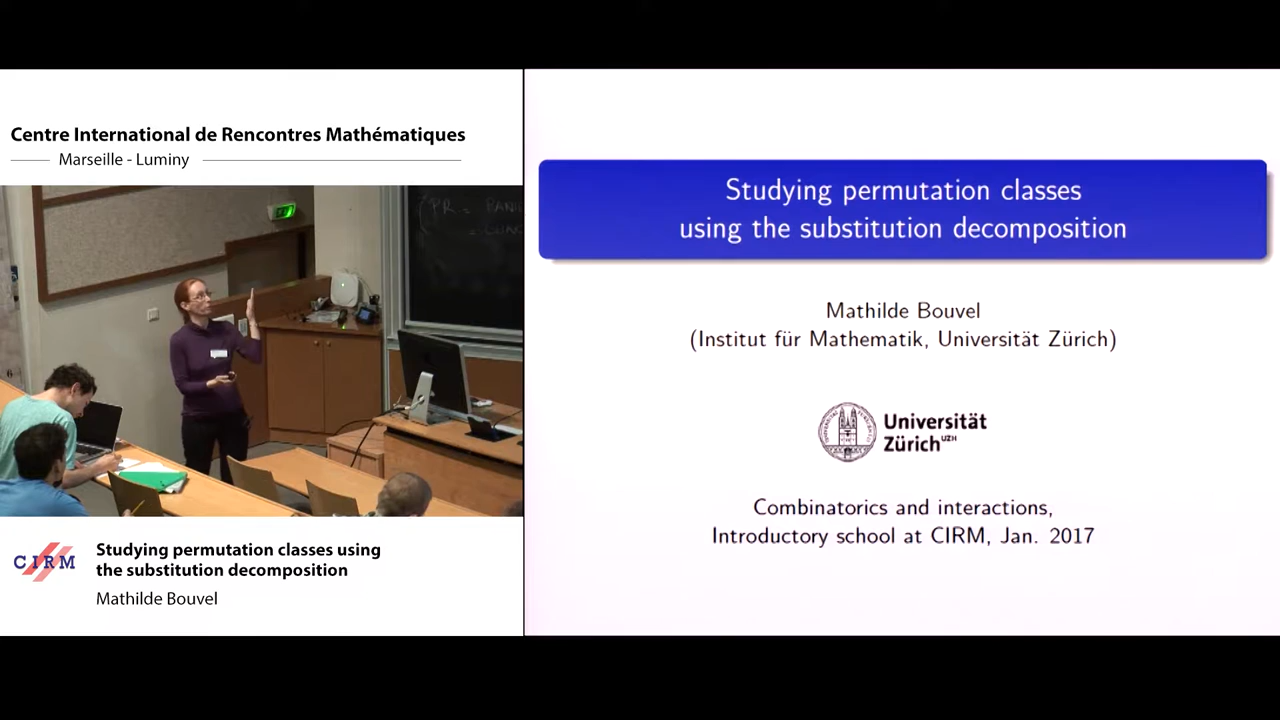 Centre International de Rencontres Mathématiques
Marseille - Luminy
PR =
CIRM
Studying permutation classes using
the substitution decomposition
Mathilde Bouvel
Studying permutation classes
using the substitution decomposition
Mathilde Bouvel
(Institut für Mathematik, Universität Zürich)
Universität
Zürich UZH
Combinatorics and interactions,
Introductory school at CIRM, Jan. 2017